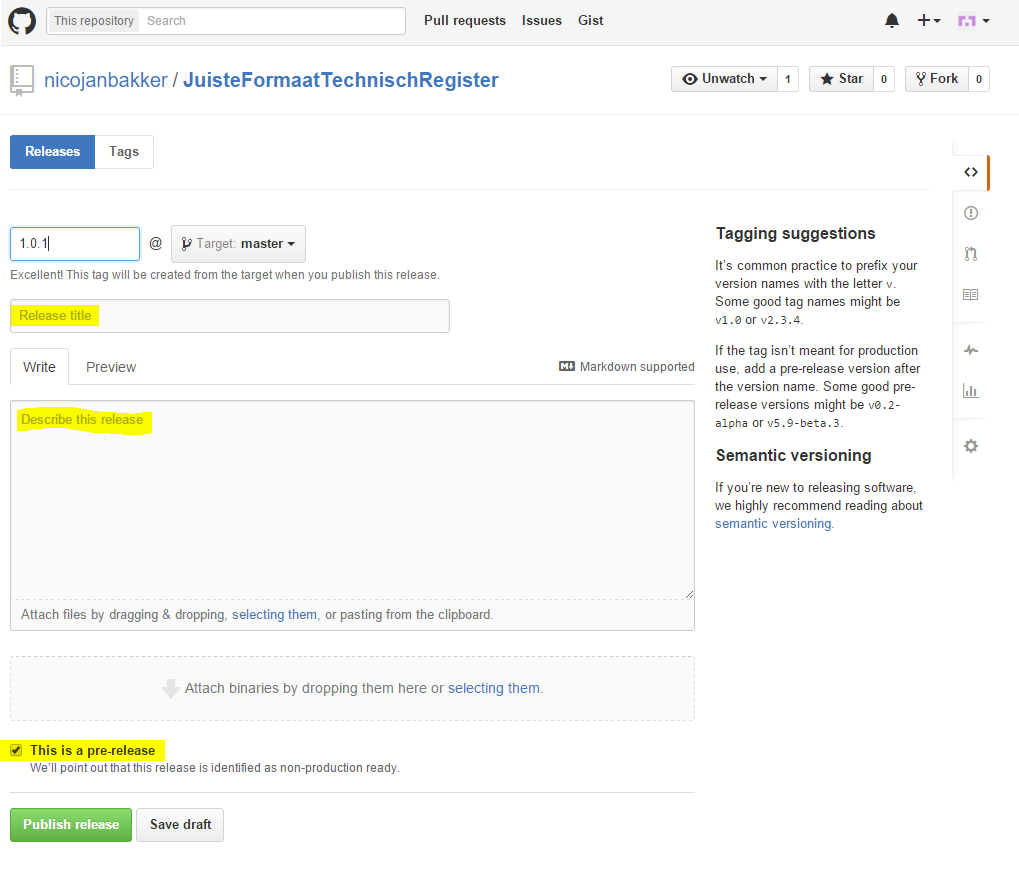 This repository Search Pull requests Issues Gist
nicojanbakker / JuisteFormaatTechnischRegister
Unwatch 1 Star 0 Fork 0
Releases Tags
1.0.1 @ Target: master
Excellent! This tag will be created from the target when you publish this release.
Release title
Write Preview Markdown supported
Describe this release
Attach files by dragging & dropping, selecting them, or pasting from the clipboard.
Attach binaries by dropping them here or selecting them.
This is a pre-release
We'll point out that this release is identified as non-production ready.
Publish release Save draft
Tagging suggestions
It's common practice to prefix your
version names with the letter v.
Some good tag names might be
v1.0 or v2.3.4.
If the tag isn't meant for production
use, add a pre-release version after
the version name. Some good pre-
release versions might be v0.2-
alpha or v5.9-beta.3.
Semantic versioning
If you're new to releasing software,
we highly recommend reading about
semantic versioning.